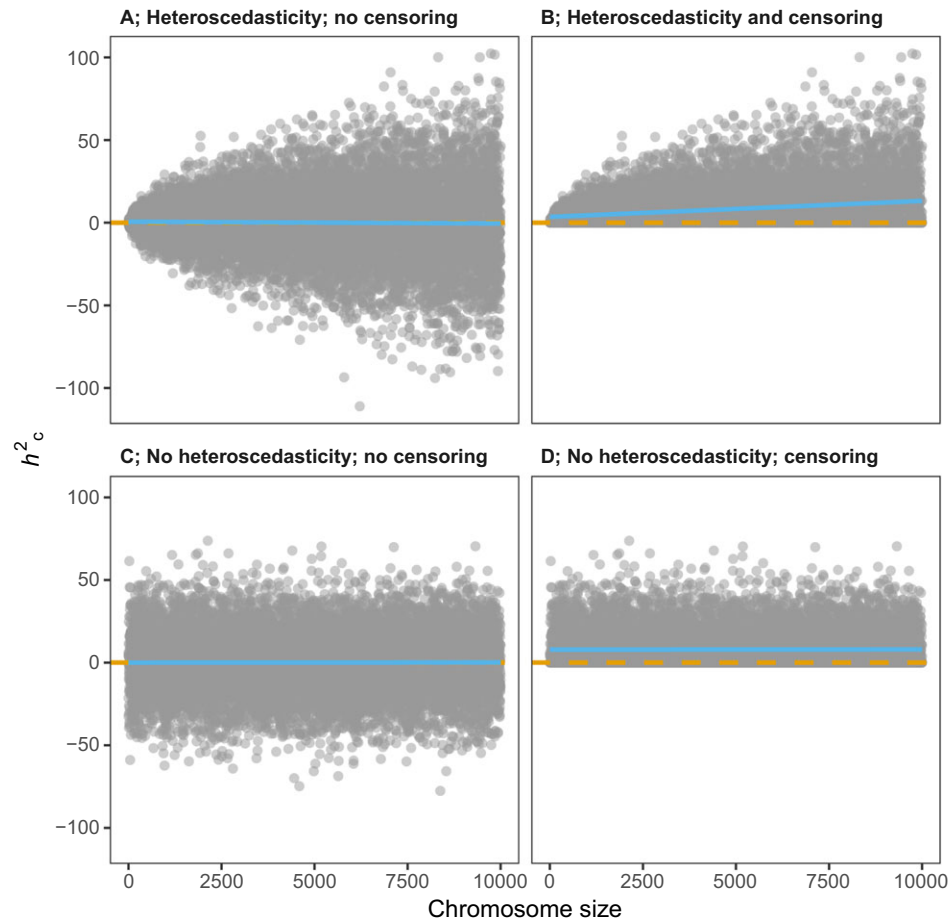 A; Heteroscedasticity; no censoring
B; Heteroscedasticity and censoring
100
50
0
−50
−100
h²c
C; No heteroscedasticity; no censoring
D; No heteroscedasticity; censoring
100
50
0
−50
−100
0 2500 5000 7500 10000 0 2500 5000 7500 10000
Chromosome size